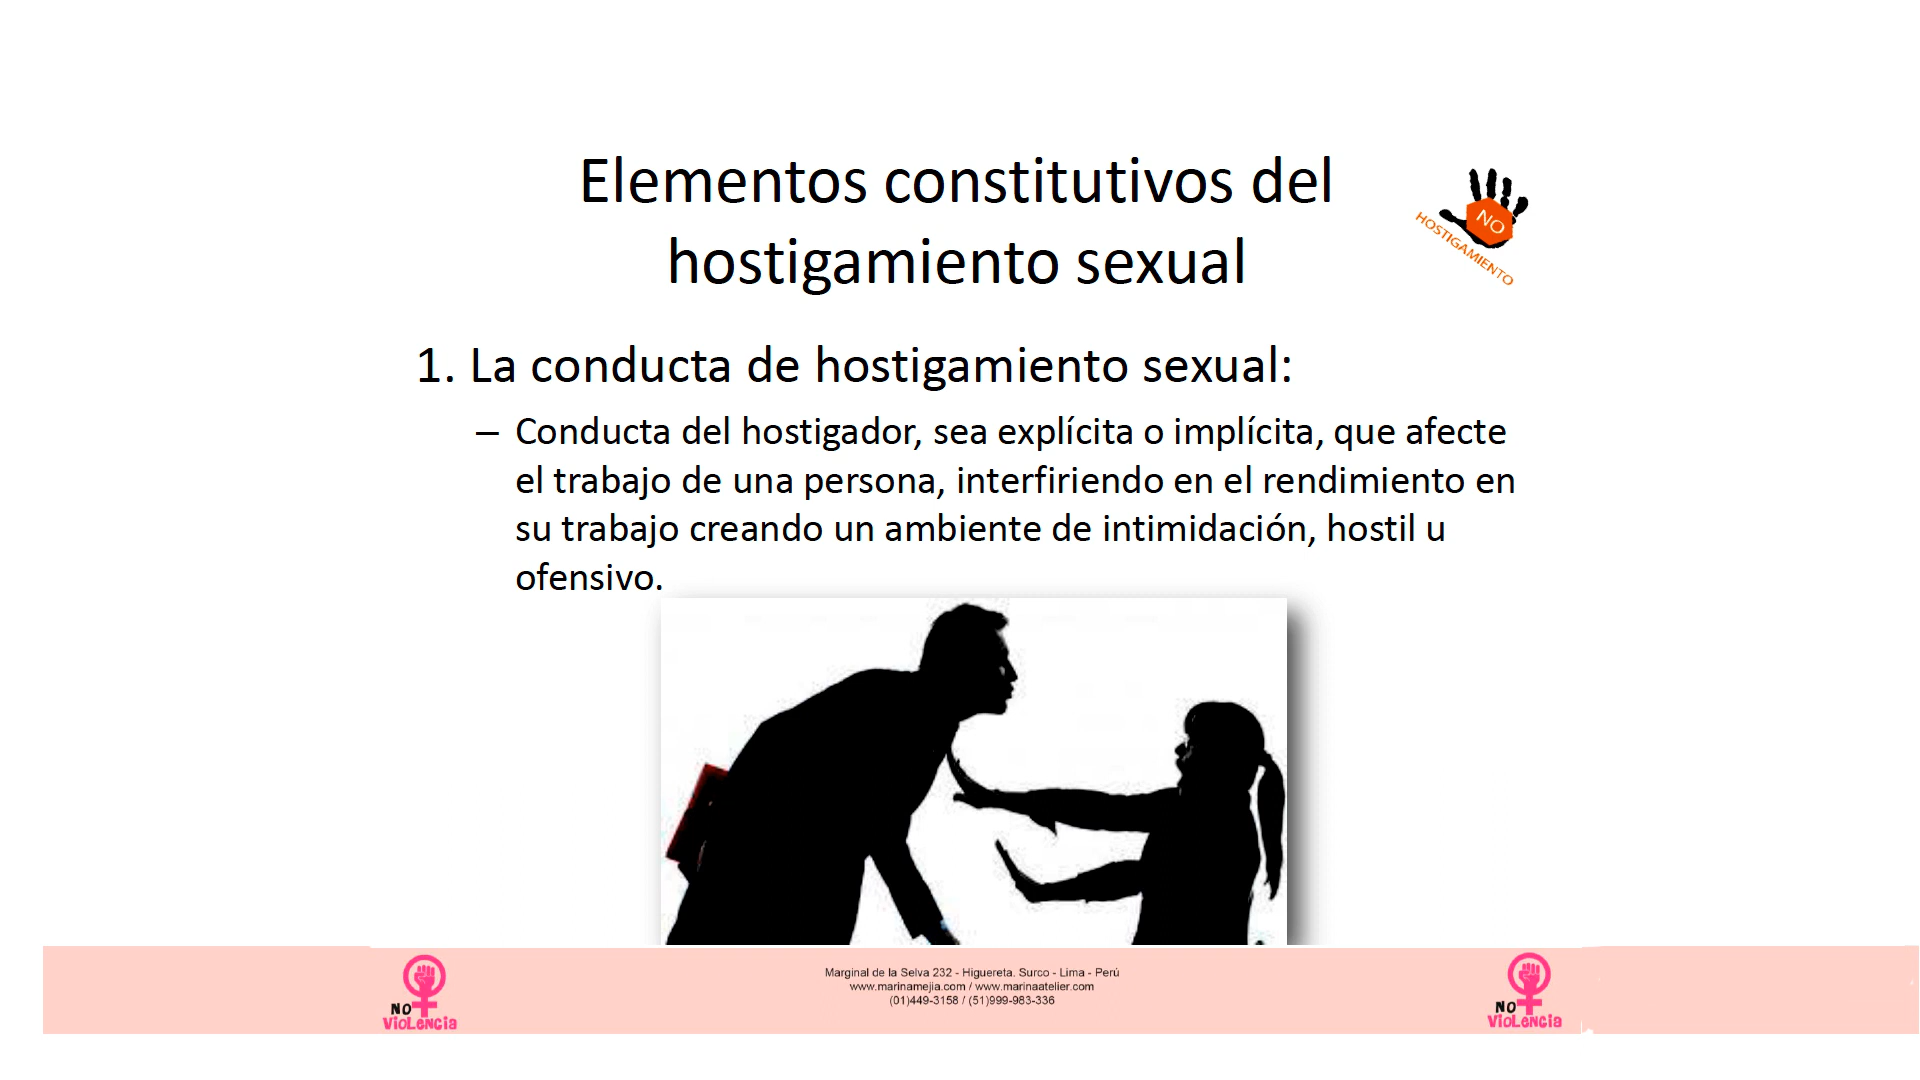 Elementos constitutivos del
hostigamiento sexual
NO
HOSTIGAMIENTO
1. La conducta de hostigamiento sexual:
– Conducta del hostigador, sea explícita o implícita, que afecte
el trabajo de una persona, interfiriendo en el rendimiento en
su trabajo creando un ambiente de intimidación, hostil u
ofensivo.
NO
VioLencia
Marginal de la Selva 232 - Higuereta. Surco - Lima - Perú
www.marinamejia.com / www.marinaatelier.com
(01)449-3158 / (51)999-983-336
NO
VioLencia